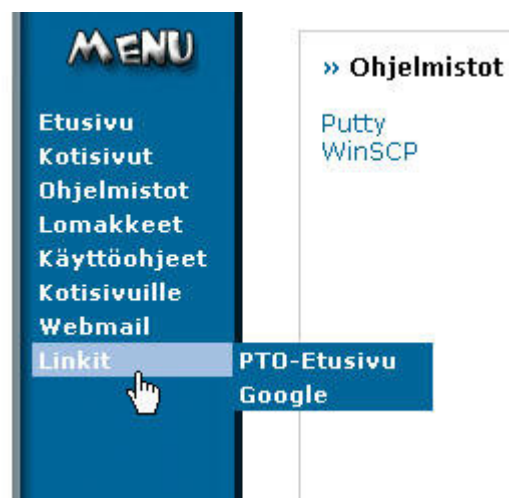 MENU
Etusivu
Kotisivut
Ohjelmistot
Lomakkeet
Käyttöohjeet
Kotisivuille
Webmail
Linkit
PTO-Etusivu
Google
» Ohjelmistot
Putty
WinSCP